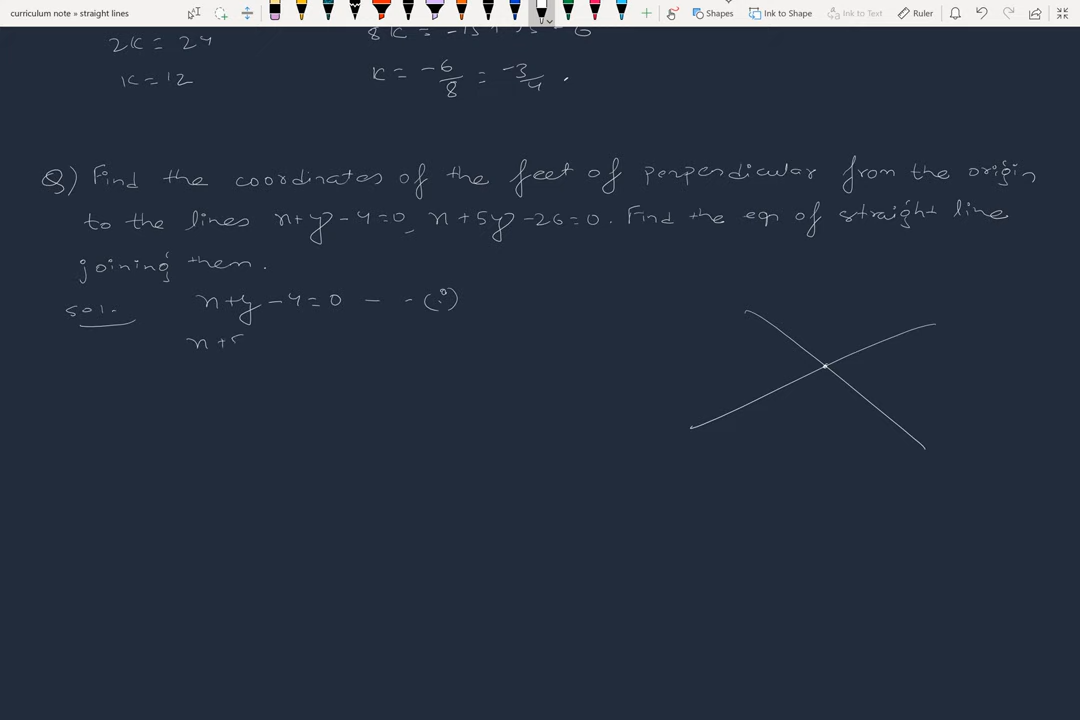 curriculum note » straight lines
Shapes Ink to Shape Ink to Text Ruler
2K = 24
8K = -15 + 15 - 6
K = 12
K = -6/8 = -3/4 .
Q) Find the coordinates of the feet of perpendicular from the origin
to the lines x+y-4=0, x+5y-26=0. Find the eqn of straight line
joining them.
Sol.
x+y-4=0 - - (i)
x+5